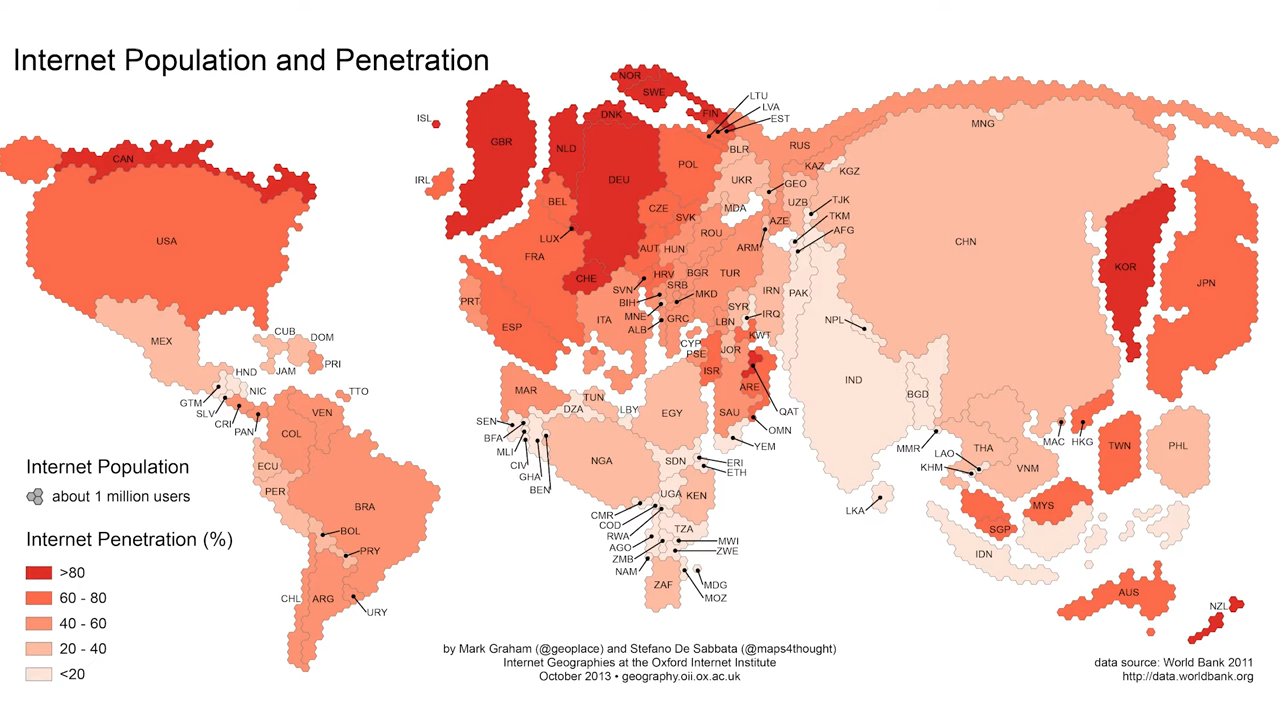 Internet Population and Penetration
NOR
SWE
FIN
LTU
LVA
EST
ISL
DNK
GBR
NLD
DEU
POL
BLR
RUS
MNG
CAN
IRL
BEL
CZE
UKR
GEO
KAZ
KGZ
USA
LUX
SVK
MDA
AZE
UZB
TJK
TKM
AFG
FRA
AUT
HUN
ROU
ARM
CHN
CHE
SVN
HRV
SRB
BGR
TUR
KOR
JPN
PRT
ESP
ITA
BIH
MNE
ALB
MKD
GRC
SYR
LBN
IRN
IRQ
PAK
NPL
MEX
CUB
DOM
JAM
PRI
CYP
PSE
KWT
JOR
ISR
ARE
IND
BGD
HND
NIC
GTM
SLV
CRI
PAN
TTO
VEN
COL
MAR
TUN
DZA
LBY
EGY
SAU
QAT
OMN
YEM
SEN
BFA
MLI
CIV
GHA
BEN
NGA
SDN
ERI
ETH
MMR
LAO
KHM
THA
VNM
MAC
HKG
TWN
PHL
ECU
PER
BRA
BOL
PRY
CHL
ARG
URY
CMR
COD
RWA
AGO
ZMB
NAM
UGA
KEN
TZA
MWI
ZWE
ZAF
MDG
MOZ
LKA
MYS
SGP
IDN
AUS
NZL
Internet Population
about 1 million users
Internet Penetration (%)
>80
60 - 80
40 - 60
20 - 40
<20
by Mark Graham (@geoplace) and Stefano De Sabbata (@maps4thought)
Internet Geographies at the Oxford Internet Institute
October 2013 • geography.oii.ox.ac.uk
data source: World Bank 2011
http://data.worldbank.org